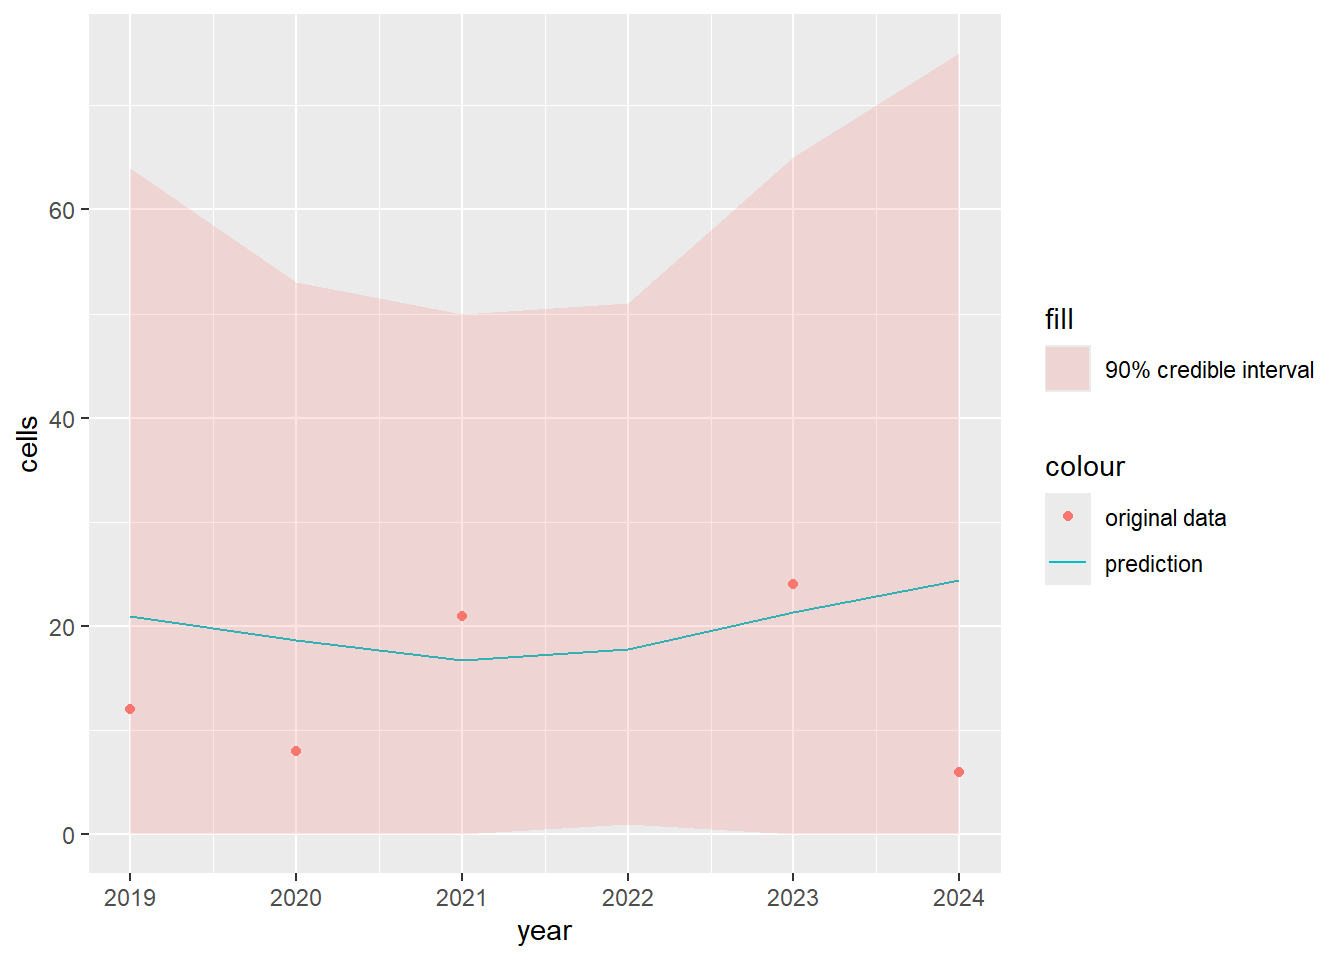 60
40
20
0
cells
2019 2020 2021 2022 2023 2024
year
fill
90% credible interval
colour
original data
prediction